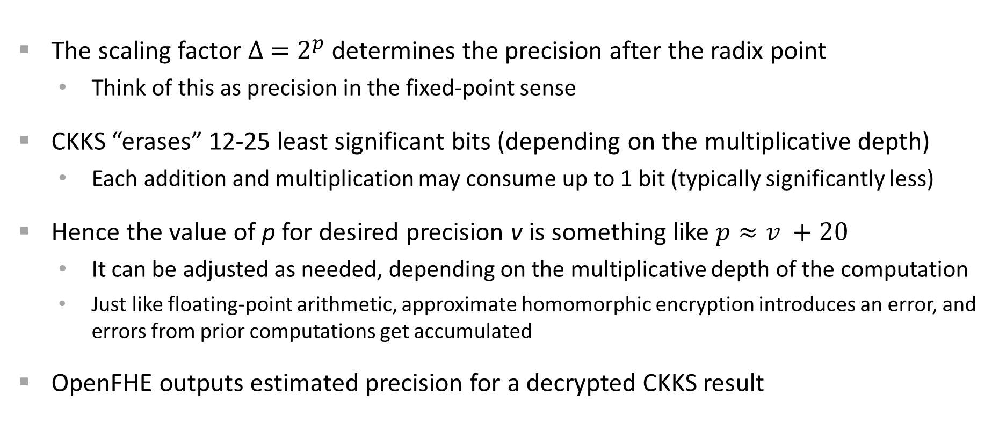 ▪ The scaling factor Δ = 2ᵖ determines the precision after the radix point
• Think of this as precision in the fixed-point sense
▪ CKKS “erases” 12-25 least significant bits (depending on the multiplicative depth)
• Each addition and multiplication may consume up to 1 bit (typically significantly less)
▪ Hence the value of p for desired precision v is something like p ≈ v + 20
• It can be adjusted as needed, depending on the multiplicative depth of the computation
• Just like floating-point arithmetic, approximate homomorphic encryption introduces an error, and
errors from prior computations get accumulated
▪ OpenFHE outputs estimated precision for a decrypted CKKS result